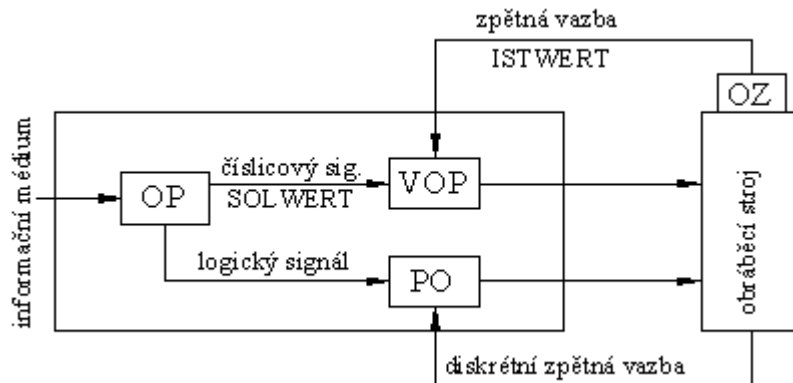 zpětná vazba
ISTWERT
OZ
informační médium
číslicový sig.
SOLWERT
OP
VOP
obráběcí stroj
logický signál
PO
diskrétní zpětná vazba